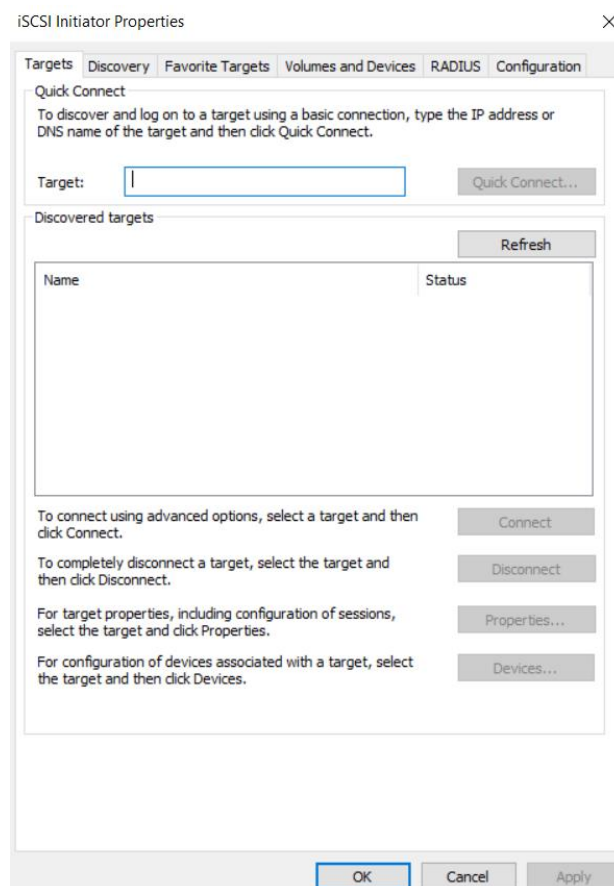 iSCSI Initiator Properties
Targets Discovery Favorite Targets Volumes and Devices RADIUS Configuration
Quick Connect
To discover and log on to a target using a basic connection, type the IP address or
DNS name of the target and then click Quick Connect.
Target:
Quick Connect...
Discovered targets
Refresh
Name Status
To connect using advanced options, select a target and then
click Connect.
Connect
To completely disconnect a target, select the target and
then click Disconnect.
Disconnect
For target properties, including configuration of sessions,
select the target and click Properties.
Properties...
For configuration of devices associated with a target, select
the target and then click Devices.
Devices...
OK Cancel Apply